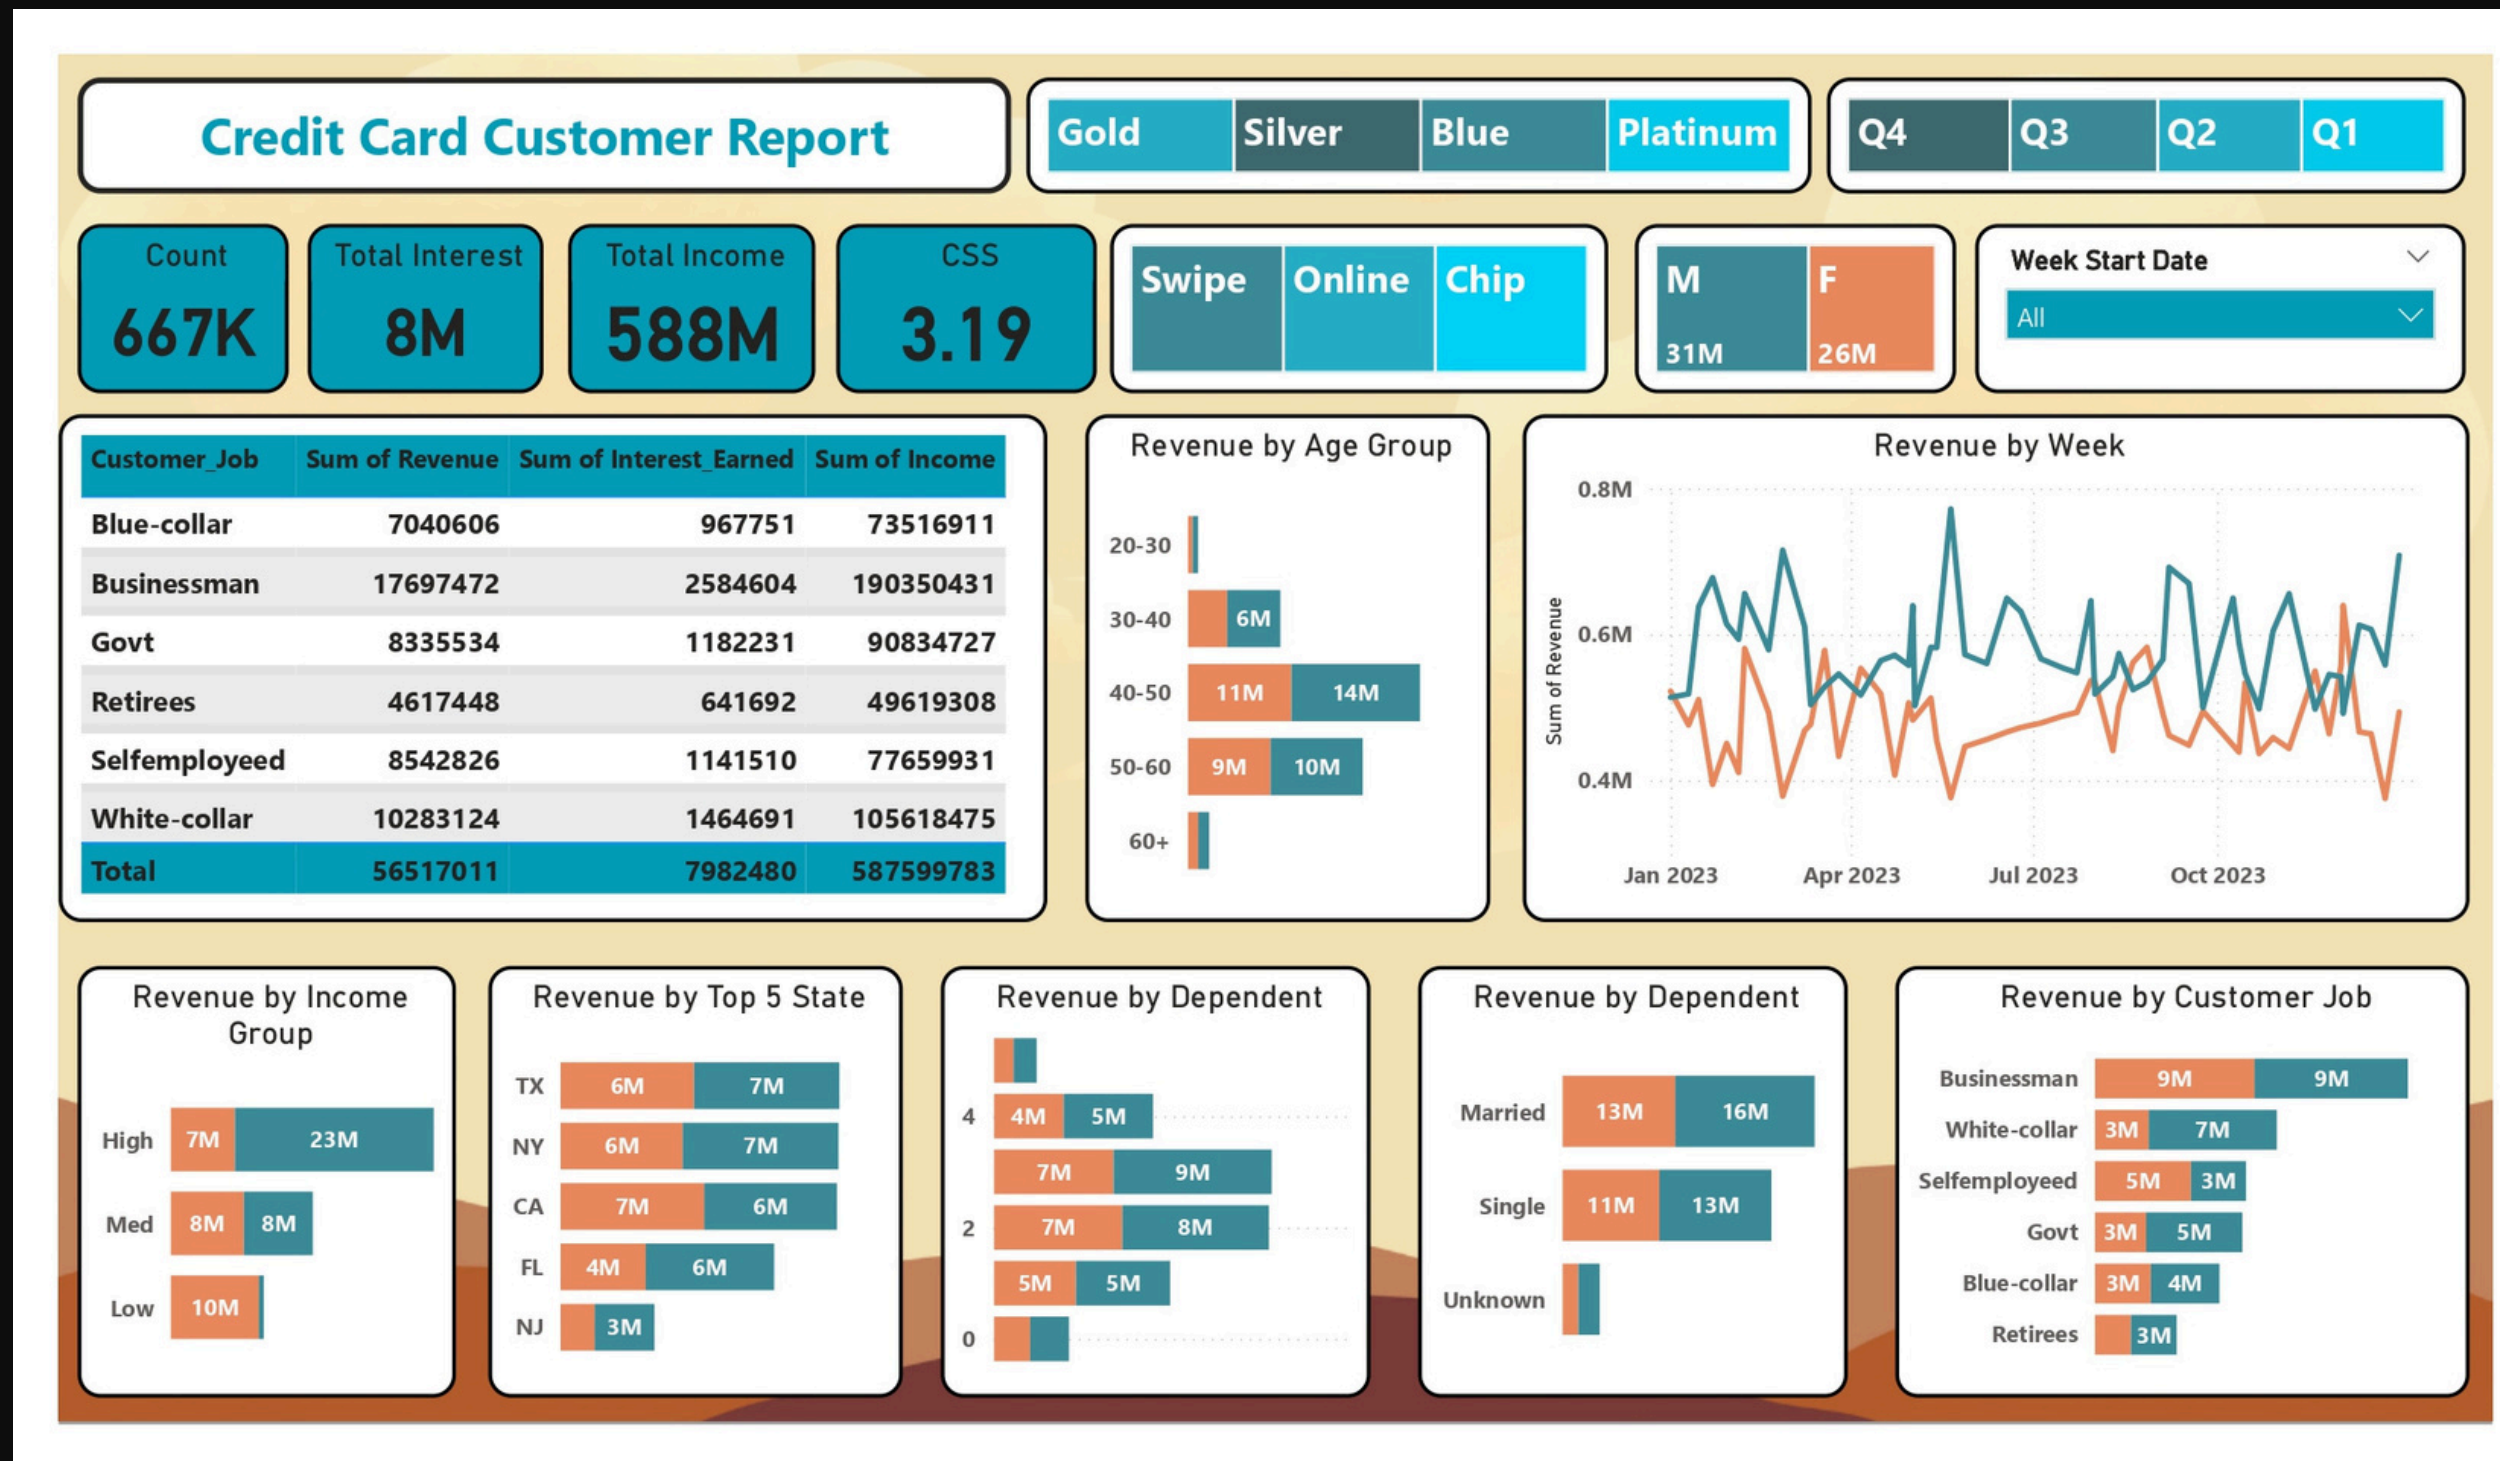 Credit Card Customer Report
Gold Silver Blue Platinum
Q4 Q3 Q2 Q1
Count
667K
Total Interest
8M
Total Income
588M
CSS
3.19
Swipe Online Chip
M F
31M 26M
Week Start Date
All
Customer_Job Sum of Revenue Sum of Interest_Earned Sum of Income
Blue-collar 7040606 967751 73516911
Businessman 17697472 2584604 190350431
Govt 8335534 1182231 90834727
Retirees 4617448 641692 49619308
Selfemployeed 8542826 1141510 77659931
White-collar 10283124 1464691 105618475
Total 56517011 7982480 587599783
Revenue by Age Group
20-30
30-40 6M
40-50 11M 14M
50-60 9M 10M
60+
Revenue by Week
Sum of Revenue
0.8M
0.6M
0.4M
Jan 2023 Apr 2023 Jul 2023 Oct 2023
Revenue by Income
Group
High 7M 23M
Med 8M 8M
Low 10M
Revenue by Top 5 State
TX 6M 7M
NY 6M 7M
CA 7M 6M
FL 4M 6M
NJ 3M
Revenue by Dependent
4 4M 5M
7M 9M
2 7M 8M
5M 5M
0
Revenue by Dependent
Married 13M 16M
Single 11M 13M
Unknown
Revenue by Customer Job
Businessman 9M 9M
White-collar 3M 7M
Selfemployeed 5M 3M
Govt 3M 5M
Blue-collar 3M 4M
Retirees 3M